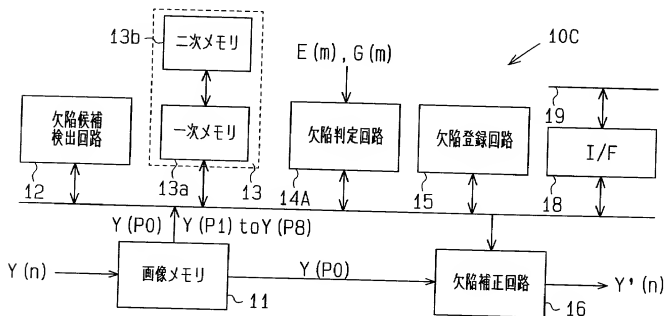 13b
二次メモリ
E(m), G(m)
10C
欠陥候補
検出回路
一次メモリ
欠陥判定回路
欠陥登録回路
19
I/F
12
13a
13
14A
15
18
Y(P0)
Y(P1) toY(P8)
Y(n)
画像メモリ
Y(P0)
欠陥補正回路
Y'(n)
11
16